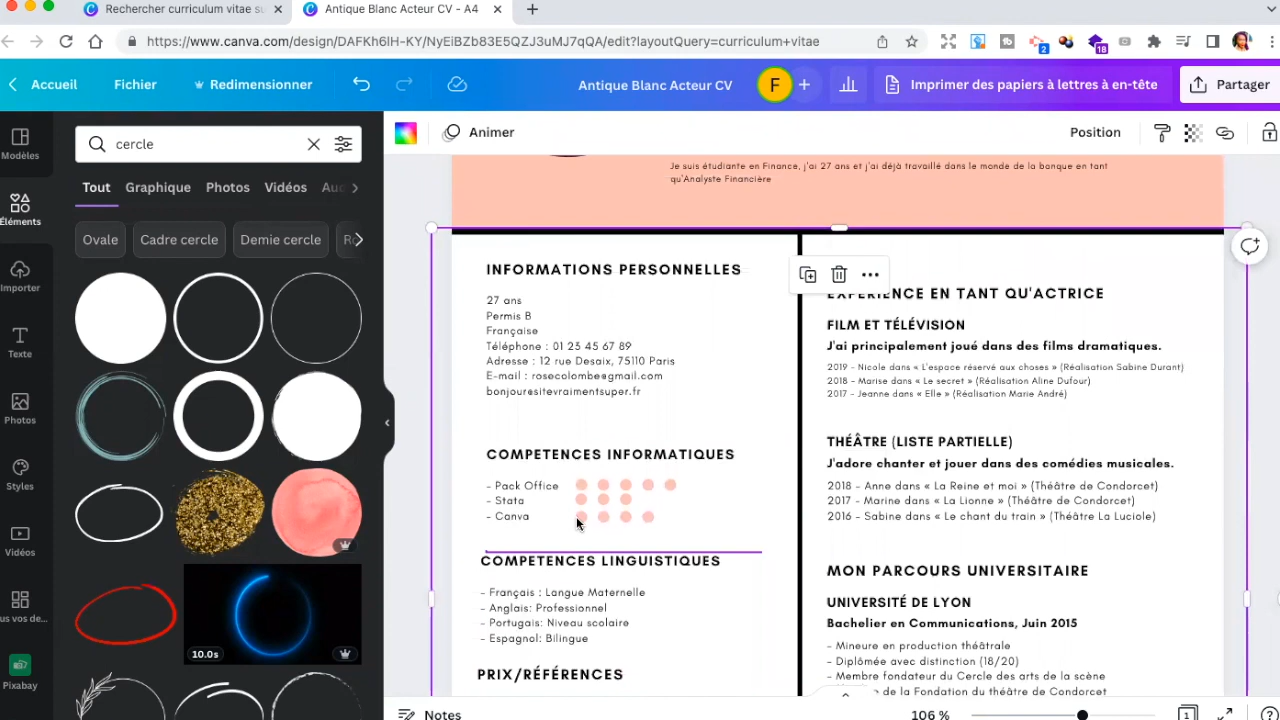 Rechercher curriculum vitae su
Antique Blanc Acteur CV - A4
https://www.canva.com/design/DAFKh6lH-KY/NyEiBZb83E5QZJ3uMJ7qQA/edit?layoutQuery=curriculum+vitae
2
18
Accueil
Fichier
Redimensionner
Antique Blanc Acteur CV
F
Imprimer des papiers à lettres à en-tête
Partager
Modèles
Éléments
Importer
Texte
Photos
Styles
Vidéos
us vos de...
Pixabay
cercle
Tout
Graphique
Photos
Vidéos
Auc
Ovale
Cadre cercle
Demie cercle
10.0s
Animer
Position
Je suis étudiante en Finance, j'ai 27 ans et j'ai déjà travaillé dans le monde de la banque en tant
qu'Analyste Financière
INFORMATIONS PERSONNELLES
27 ans
Permis B
Française
Téléphone : 01 23 45 67 89
Adresse : 12 rue Desaix, 75110 Paris
E-mail : rosecolombe@gmail.com
bonjouresitevraimentsuper.fr
COMPETENCES INFORMATIQUES
- Pack Office
- Stata
- Canva
COMPETENCES LINGUISTIQUES
- Français : Langue Maternelle
- Anglais: Professionnel
- Portugais: Niveau scolaire
- Espagnol: Bilingue
PRIX/RÉFÉRENCES
EXPÉRIENCE EN TANT QU'ACTRICE
FILM ET TÉLÉVISION
J'ai principalement joué dans des films dramatiques.
2019 - Nicole dans « L'espace réservé aux choses » (Réalisation Sabine Durant)
2018 - Marise dans « Le secret » (Réalisation Aline Dufour)
2017 - Jeanne dans « Elle » (Réalisation Marie André)
THÉÂTRE (LISTE PARTIELLE)
J'adore chanter et jouer dans des comédies musicales.
2018 - Anne dans « La Reine et moi » (Théâtre de Condorcet)
2017 - Marine dans « La Lionne » (Théâtre de Condorcet)
2016 - Sabine dans « Le chant du train » (Théâtre La Luciole)
MON PARCOURS UNIVERSITAIRE
UNIVERSITÉ DE LYON
Bachelier en Communications, Juin 2015
- Mineure en production théâtrale
- Diplômée avec distinction (18/20)
- Membre fondateur du Cercle des arts de la scène
de la Fondation du théâtre de Condorcet
Notes
106 %
1